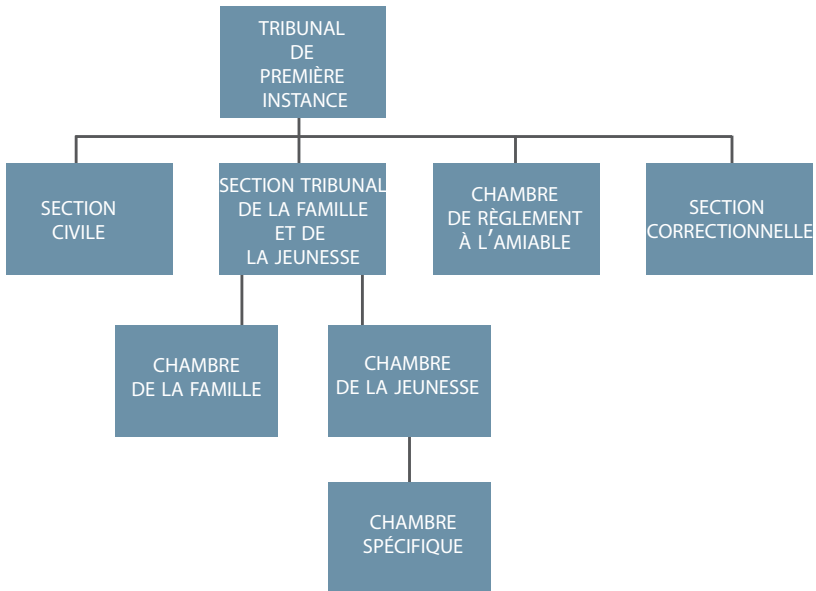 TRIBUNAL
DE
PREMIÈRE
INSTANCE
SECTION
CIVILE
SECTION TRIBUNAL
DE LA FAMILLE
ET DE
LA JEUNESSE
CHAMBRE
DE RÈGLEMENT
À L'AMIABLE
SECTION
CORRECTIONNELLE
CHAMBRE
DE LA FAMILLE
CHAMBRE
DE LA JEUNESSE
CHAMBRE
SPÉCIFIQUE